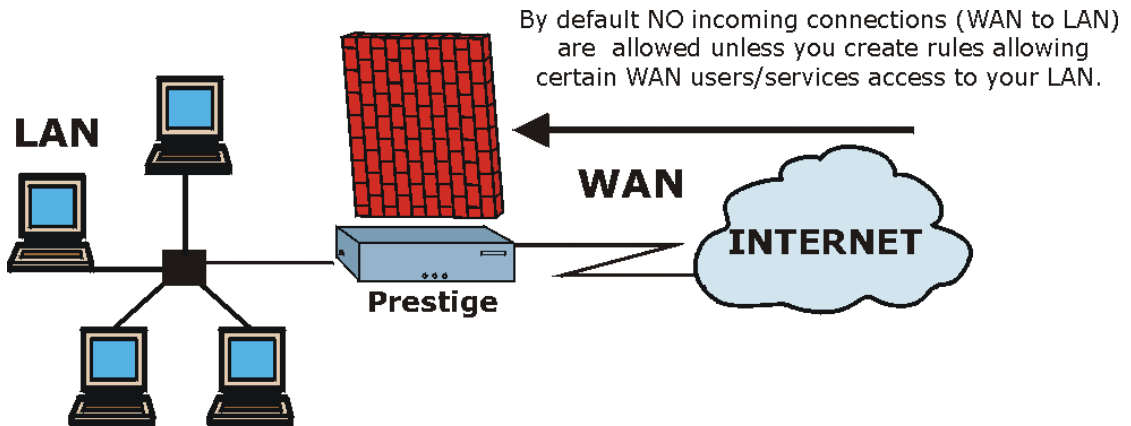 By default NO incoming connections (WAN to LAN)
are allowed unless you create rules allowing
certain WAN users/services access to your LAN.
LAN
WAN
INTERNET
Prestige